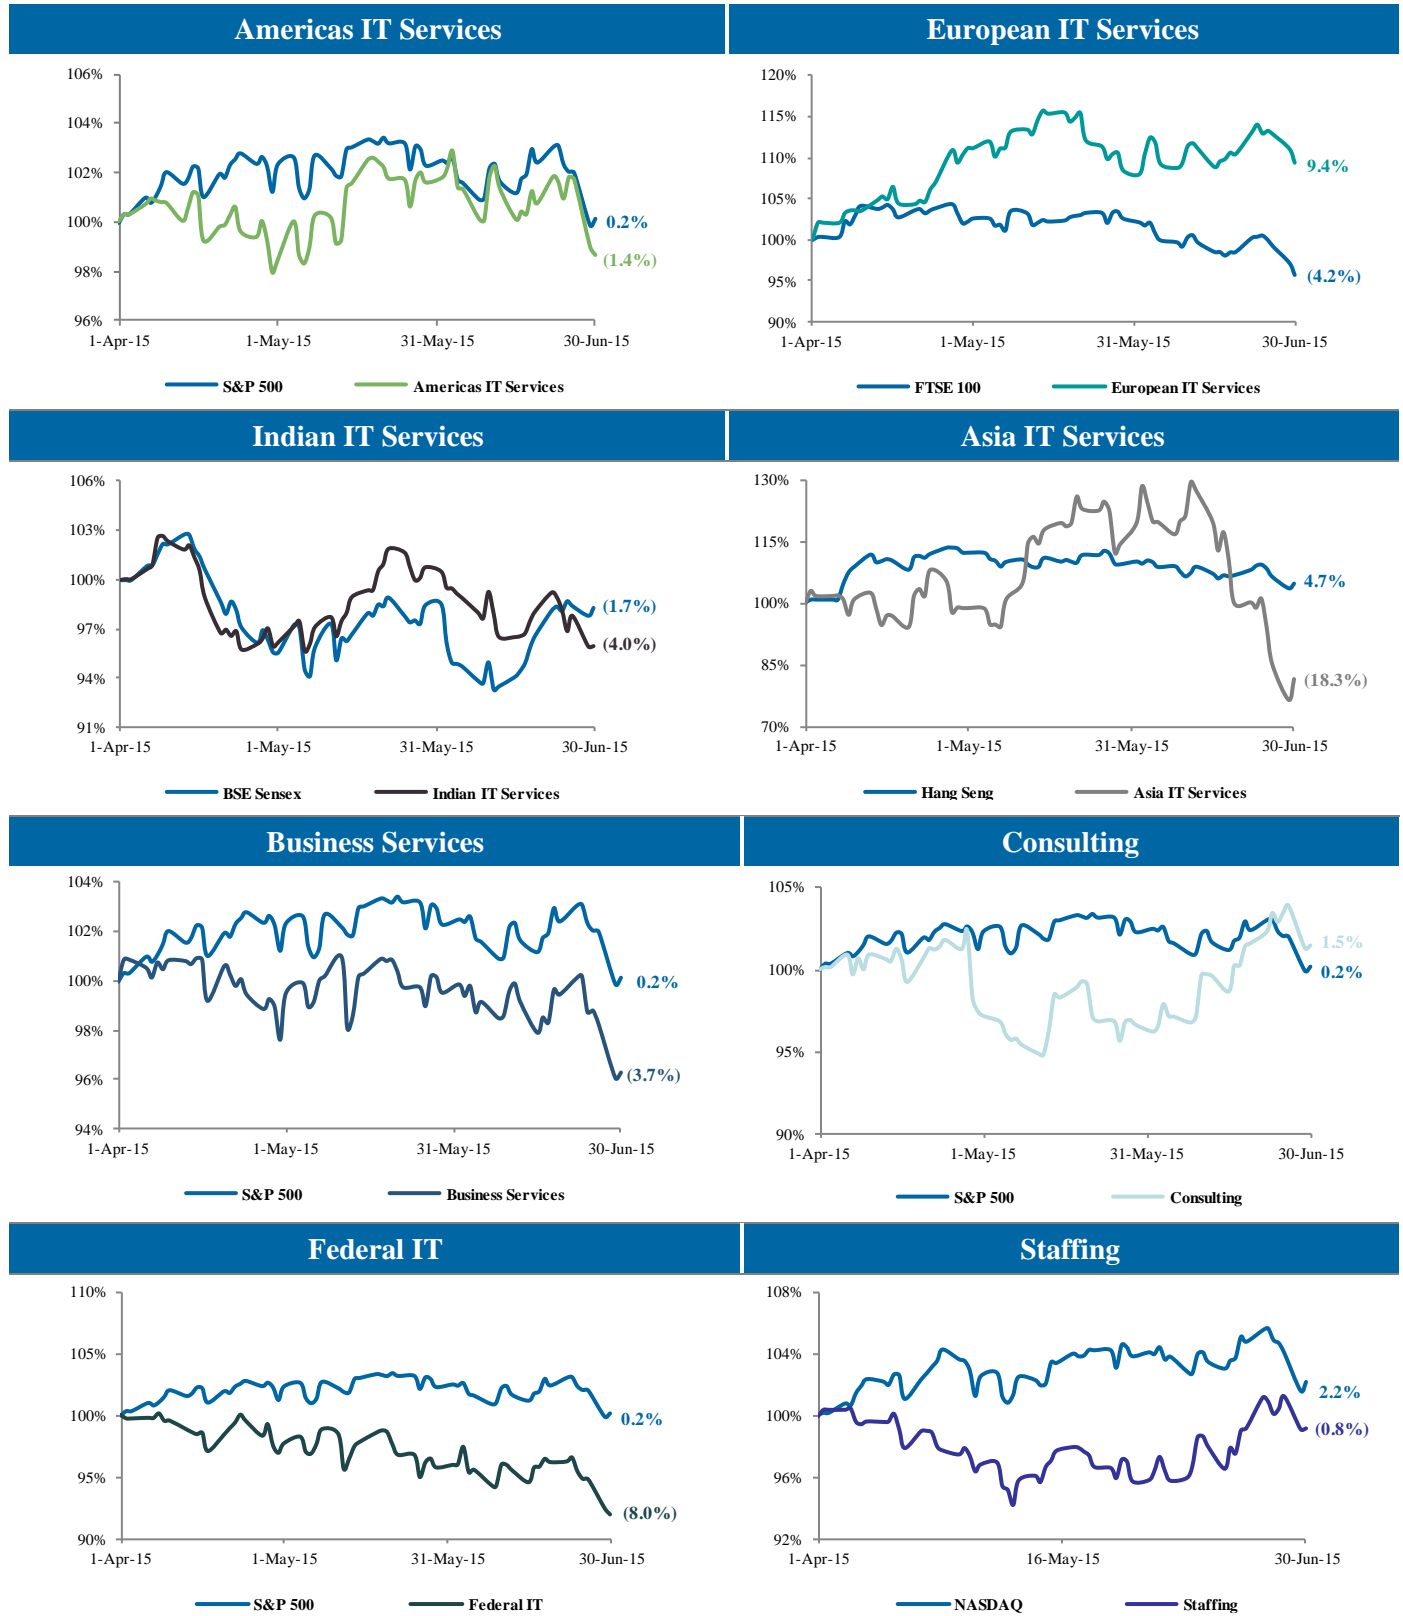 Americas IT Services
106%
104%
102%
100%
98%
96%
0.2%
(1.4%)
1-Apr-15 1-May-15 31-May-15 30-Jun-15
S&P 500 Americas IT Services
European IT Services
120%
115%
110%
105%
100%
95%
90%
9.4%
(4.2%)
1-Apr-15 1-May-15 31-May-15 30-Jun-15
FTSE 100 European IT Services
Indian IT Services
106%
103%
100%
97%
94%
91%
(1.7%)
(4.0%)
1-Apr-15 1-May-15 31-May-15 30-Jun-15
BSE Sensex Indian IT Services
Asia IT Services
130%
115%
100%
85%
70%
4.7%
(18.3%)
1-Apr-15 1-May-15 31-May-15 30-Jun-15
Hang Seng Asia IT Services
Business Services
104%
102%
100%
98%
96%
94%
0.2%
(3.7%)
1-Apr-15 1-May-15 31-May-15 30-Jun-15
S&P 500 Business Services
Consulting
105%
100%
95%
90%
1.5%
0.2%
1-Apr-15 1-May-15 31-May-15 30-Jun-15
S&P 500 Consulting
Federal IT
110%
105%
100%
95%
90%
0.2%
(8.0%)
1-Apr-15 1-May-15 31-May-15 30-Jun-15
S&P 500 Federal IT
Staffing
108%
104%
100%
96%
92%
2.2%
(0.8%)
1-Apr-15 16-May-15 30-Jun-15
NASDAQ Staffing